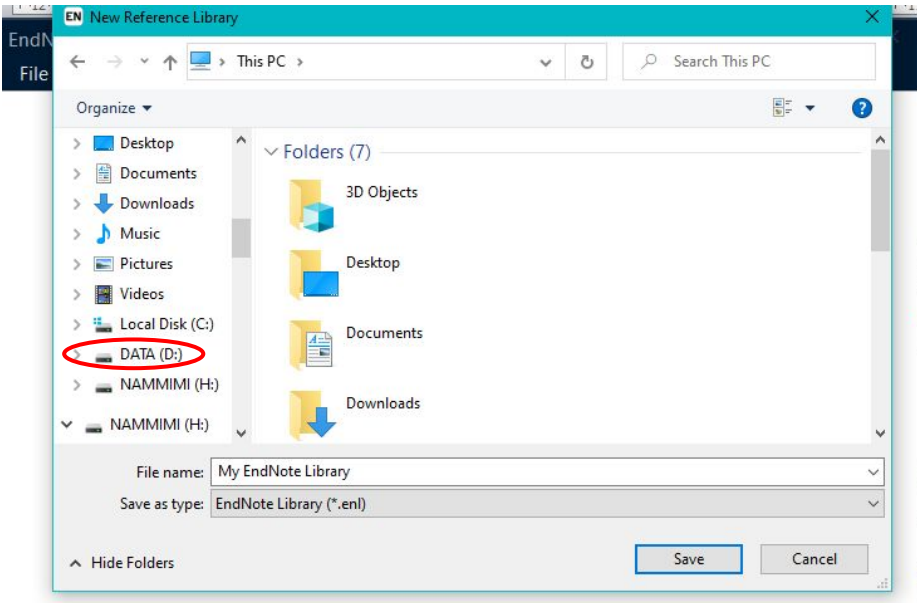 EN New Reference Library
EndN
File
This PC
Search This PC
Organize
?
Desktop
Documents
Downloads
Music
Pictures
Videos
Local Disk (C:)
DATA (D:)
NAMMIMI (H:)
NAMMIMI (H:)
Folders (7)
3D Objects
Desktop
Documents
Downloads
File name: My EndNote Library
Save as type: EndNote Library (*.enl)
Hide Folders
Save
Cancel